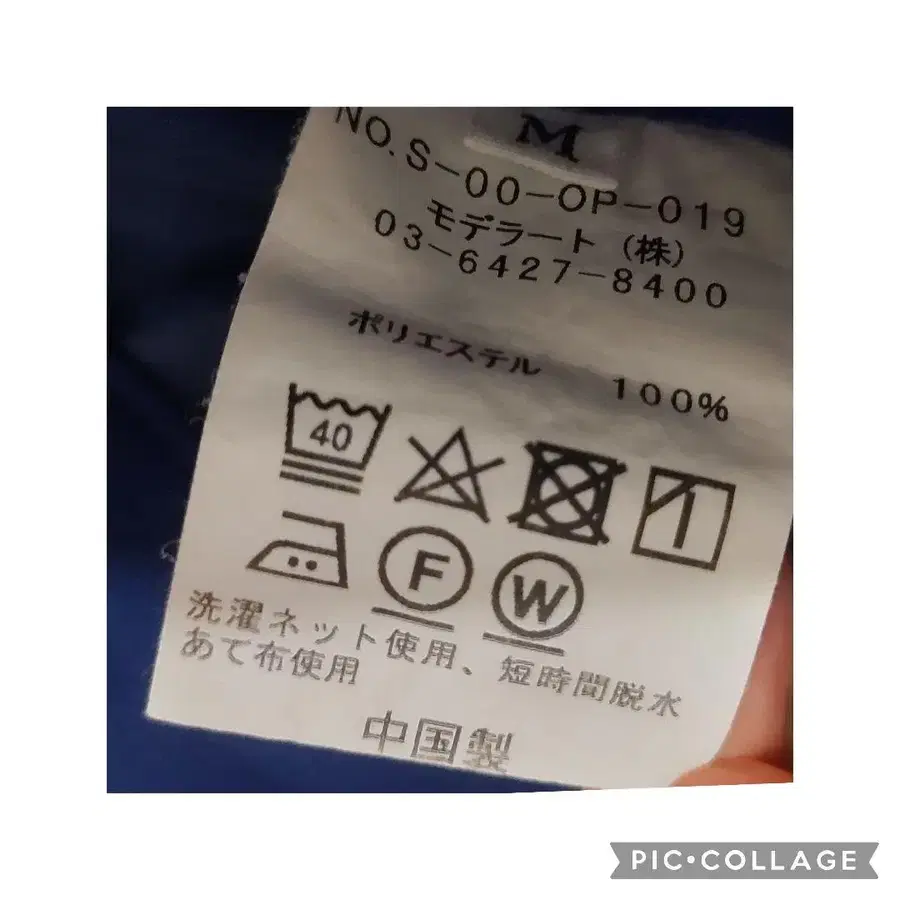 M
NO.S-00-OP-019
モデラート（株）
03-6427-8400
ポリエステル 100%
40
F W
洗濯ネット使用、短時間脱水
あて布使用
中国製
PIC•COLLAGE